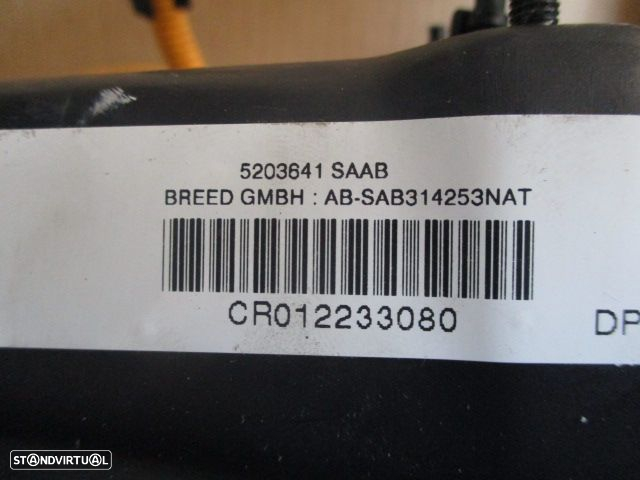 5203641 SAAB
BREED GMBH : AB-SAB314253NAT
CR012233080
DP
STANDVIRTUAL